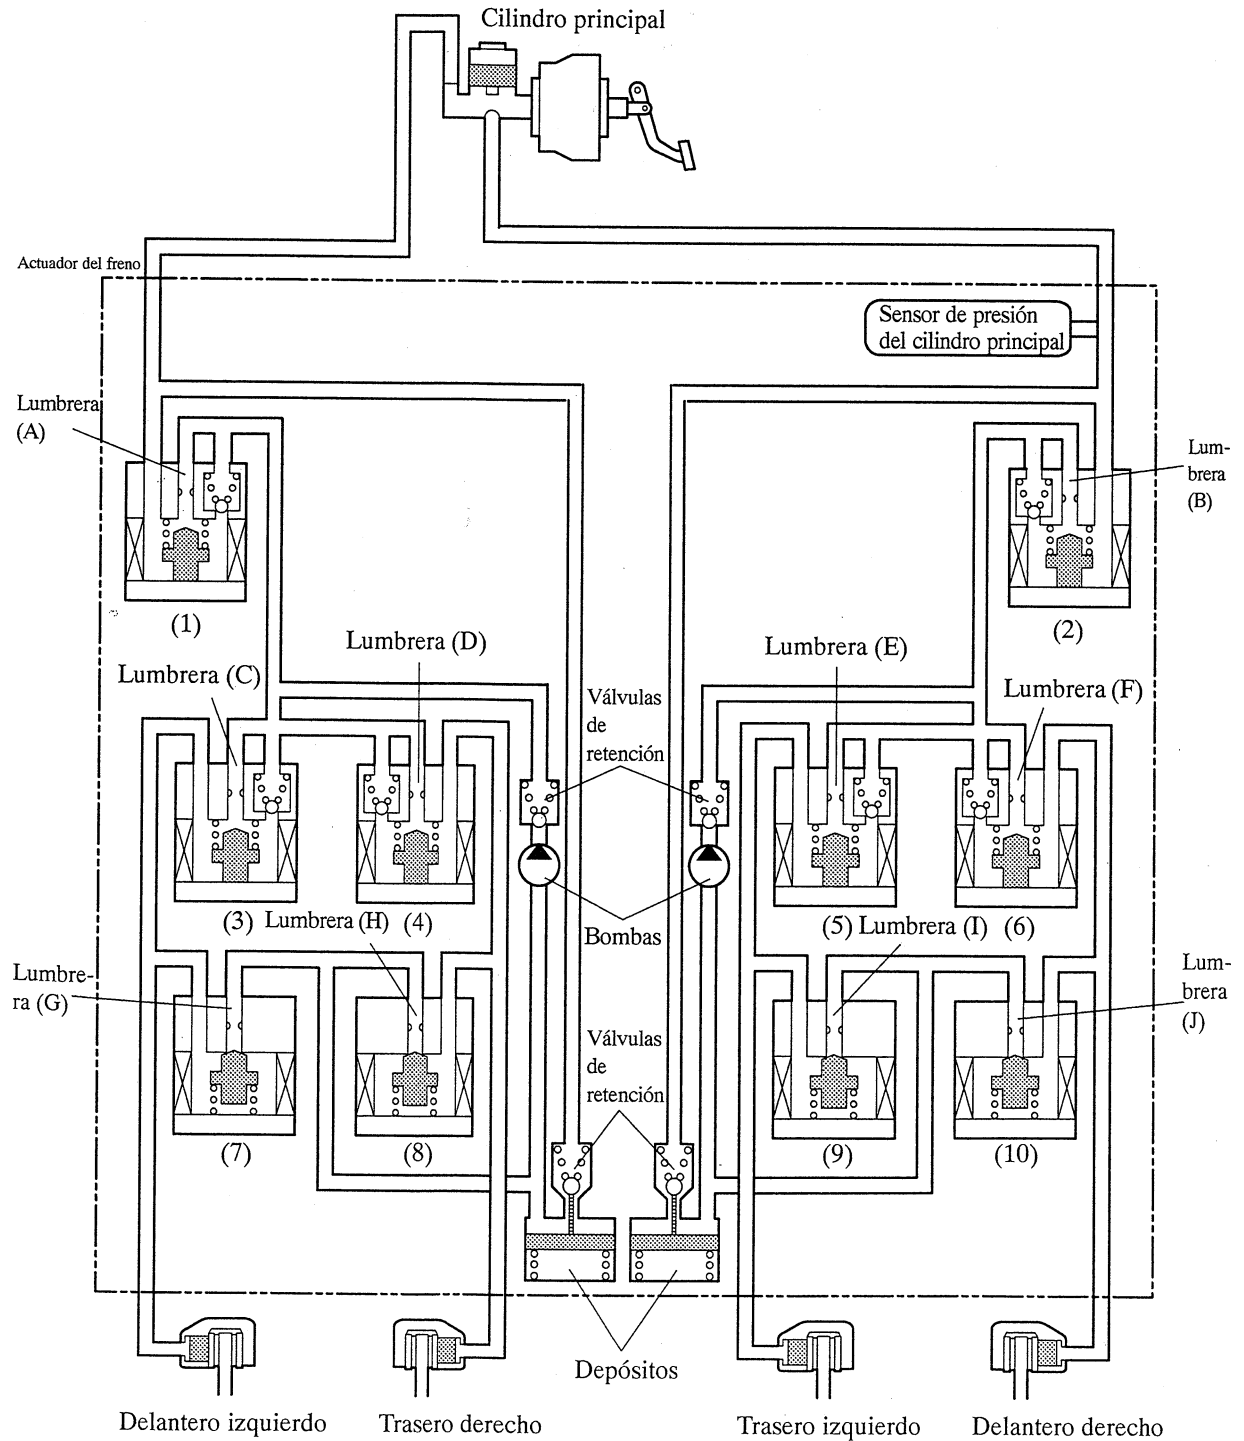 Cilindro principal
Actuador del freno
Sensor de presión
del cilindro principal
Lumbrera
(A)
Lum-
brera
(B)
(1)
(2)
Lumbrera (D)
Lumbrera (E)
Lumbrera (C)
Lumbrera (F)
Válvulas
de
retención
(3)
Lumbrera (H)
(4)
(5)
Lumbrera (I)
(6)
Bombas
Lumbre-
ra (G)
Lum-
brera
(J)
Válvulas
de
retención
(7)
(8)
(9)
(10)
Depósitos
Delantero izquierdo
Trasero derecho
Trasero izquierdo
Delantero derecho